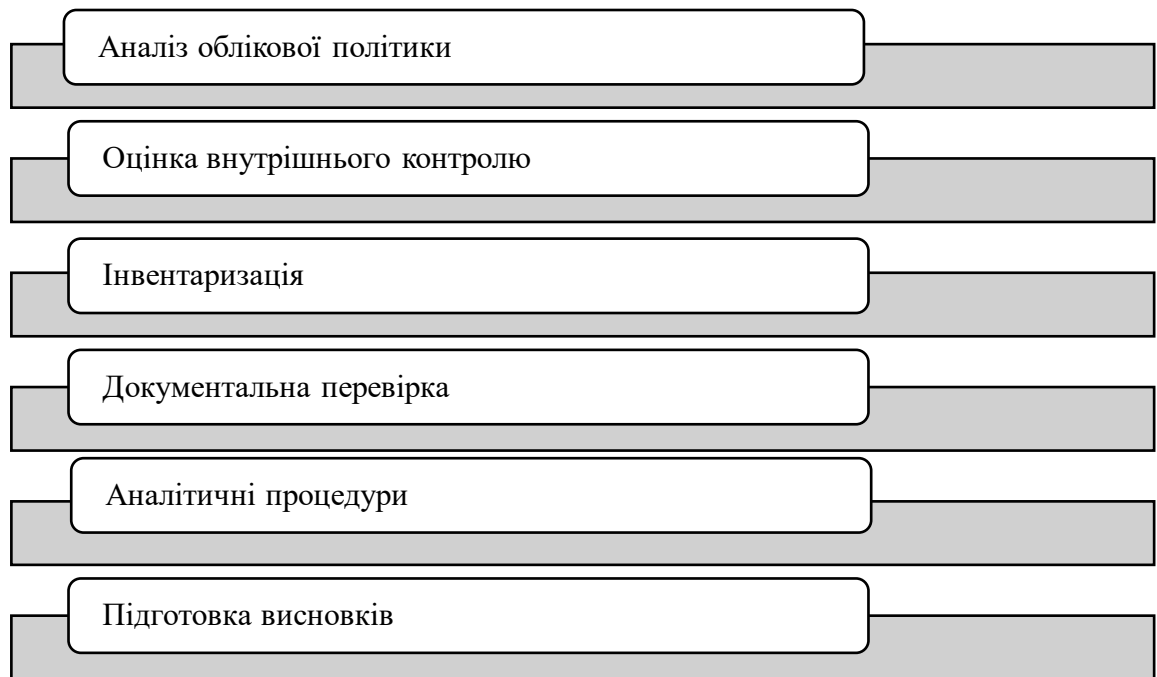 Аналіз облікової політики
Оцінка внутрішнього контролю
Інвентаризація
Документальна перевірка
Аналітичні процедури
Підготовка висновків